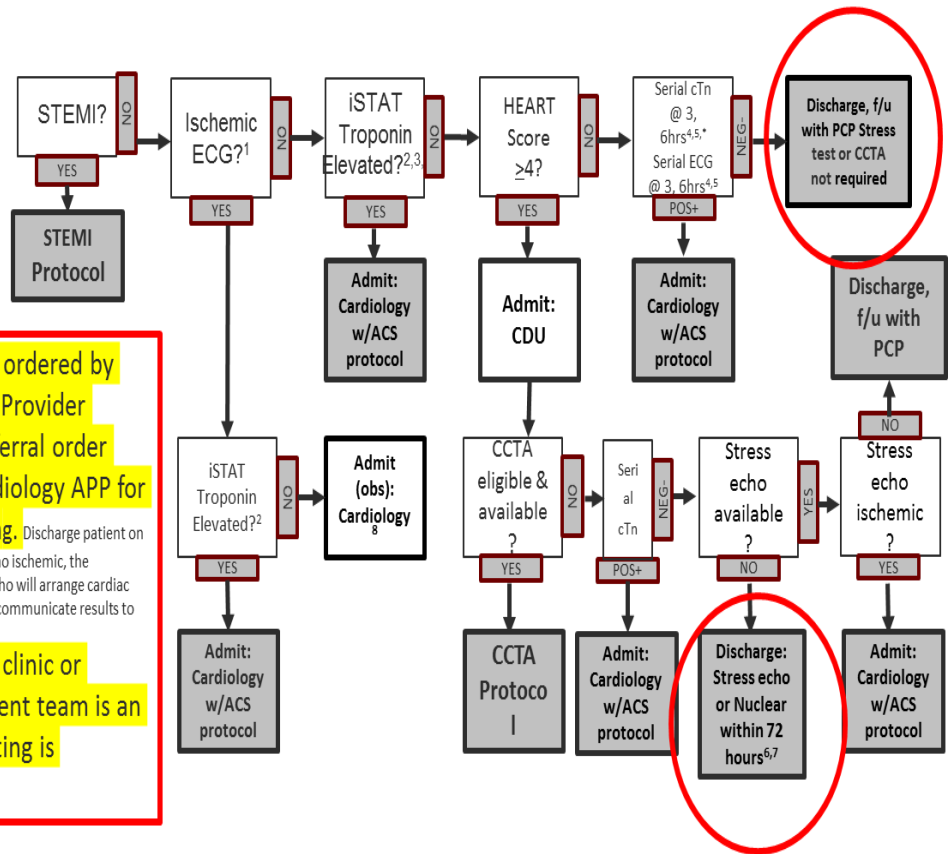 STEMI?
NO
YES
STEMI
Protocol
Ischemic
ECG?1
NO
YES
iSTAT
Troponin
Elevated?2,3,
NO
YES
Admit:
Cardiology
w/ACS
protocol
HEART
Score
≥4?
NO
YES
Admit:
CDU
Serial cTn
@ 3,
6hrs4,5,*
Serial ECG
@ 3, 6hrs4,5
NEG-
POS+
Admit:
Cardiology
w/ACS
protocol
Discharge, f/u
with PCP Stress
test or CCTA
not required
Discharge,
f/u with
PCP
ordered by
Provider
ferral order
diology APP for
ng. Discharge patient on
ho ischemic, the
cho will arrange cardiac
communicate results to
clinic or
ent team is an
ting is
iSTAT
Troponin
Elevated?2
NO
YES
Admit
(obs):
Cardiology
8
Admit:
Cardiology
w/ACS
protocol
CCTA
eligible &
available
?
NO
YES
CCTA
Protoco
l
Seri
al
cTn
NEG-
POS+
Admit:
Cardiology
w/ACS
protocol
Stress
echo
available
?
YES
NO
Discharge:
Stress echo
or Nuclear
within 72
hours6,7
Stress
echo
ischemic
?
NO
YES
Admit:
Cardiology
w/ACS
protocol